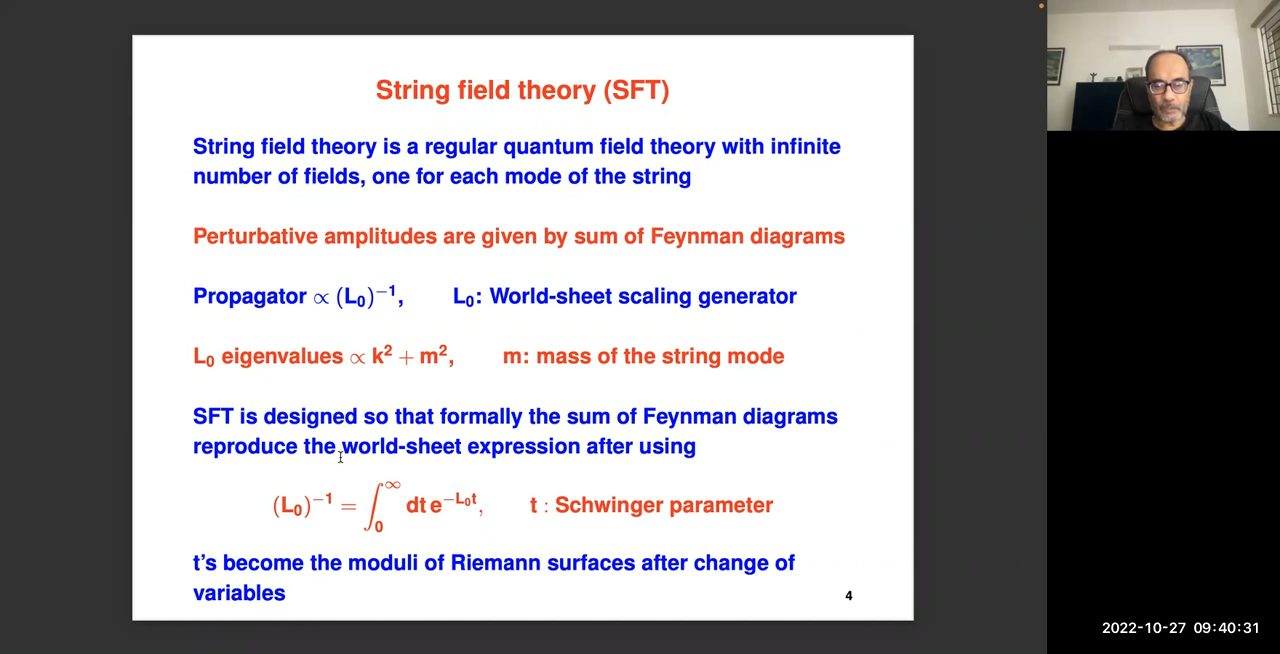 String field theory (SFT)
String field theory is a regular quantum field theory with infinite
number of fields, one for each mode of the string
Perturbative amplitudes are given by sum of Feynman diagrams
Propagator ∝ (L₀)⁻¹, L₀: World-sheet scaling generator
L₀ eigenvalues ∝ k² + m², m: mass of the string mode
SFT is designed so that formally the sum of Feynman diagrams
reproduce the world-sheet expression after using
(L₀)⁻¹ = ∫₀^∞ dt e^{−L₀t}, t : Schwinger parameter
t’s become the moduli of Riemann surfaces after change of
variables
4
2022-10-27 09:40:31